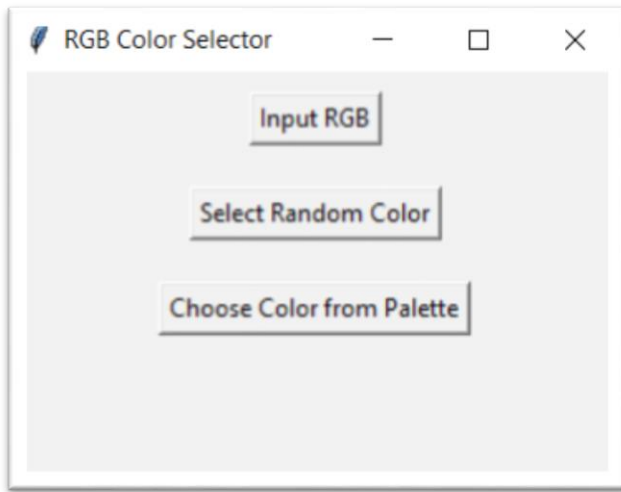 RGB Color Selector
Input RGB
Select Random Color
Choose Color from Palette